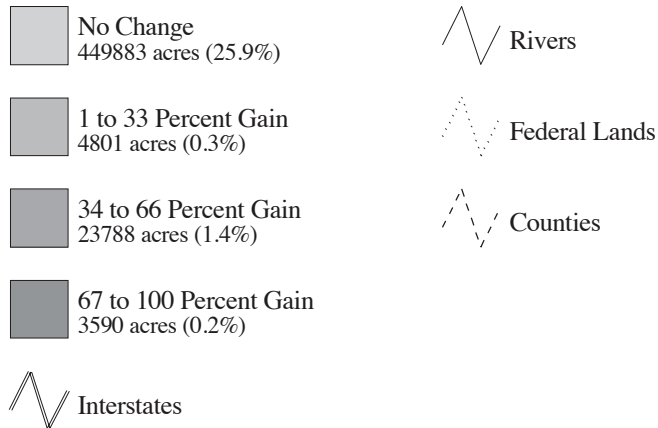 No Change
449883 acres (25.9%)
1 to 33 Percent Gain
4801 acres (0.3%)
34 to 66 Percent Gain
23788 acres (1.4%)
67 to 100 Percent Gain
3590 acres (0.2%)
Interstates
Rivers
Federal Lands
Counties